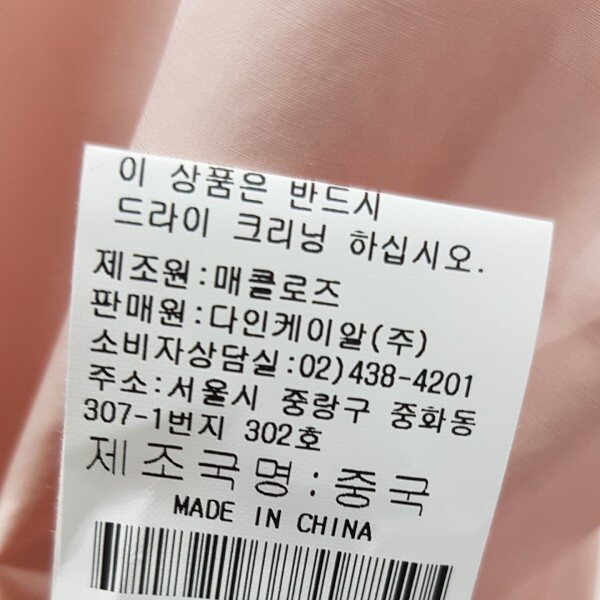 이 상품은 반드시
드라이 크리닝 하십시오.
제조원:매클로즈
판매원:다인케이알(주)
소비자상담실:02)438-4201
주소:서울시 중랑구 중화동
307-1번지 302호
제조국명:중국
MADE IN CHINA